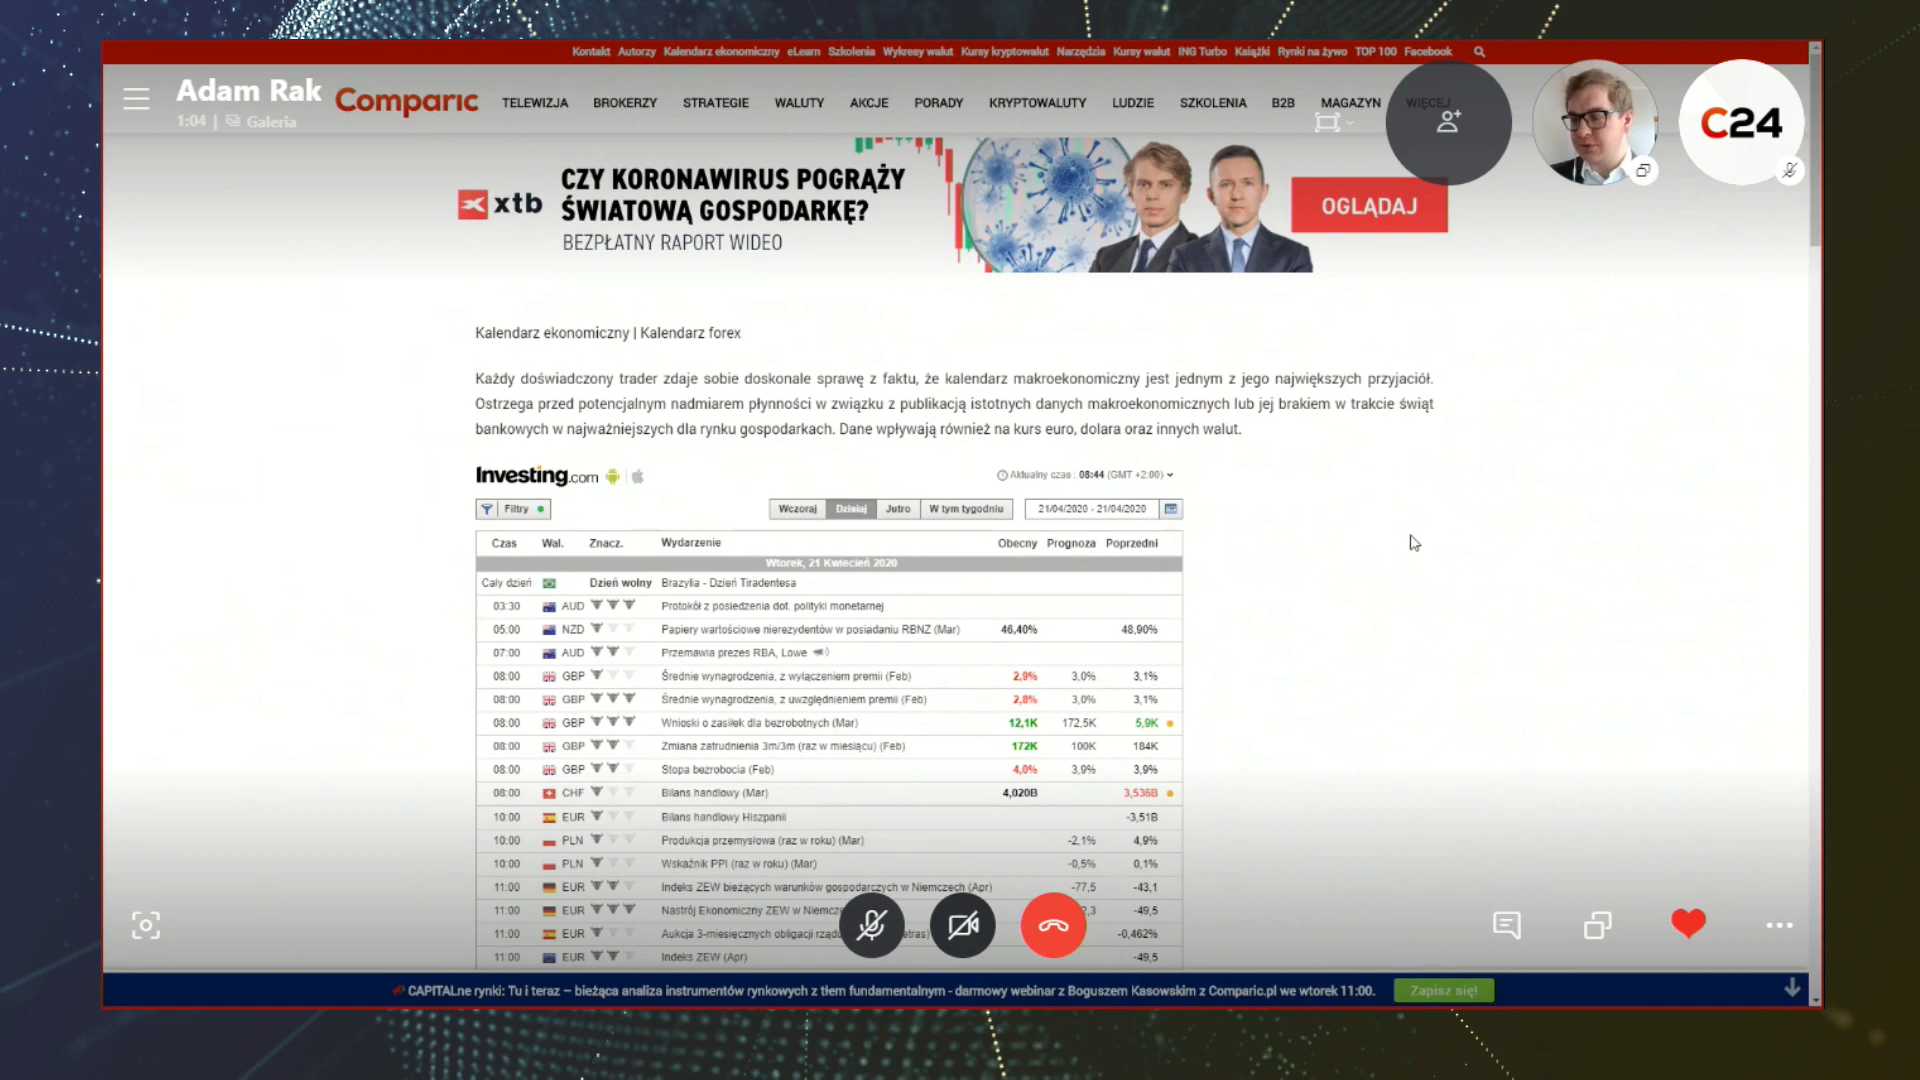 Kontakt Autorzy Kalendarz ekonomiczny eLearn Szkolenia Wykresy walut Kursy kryptowalut Narzędzia Kursy walut ING Turbo Książki Rynki na żywo TOP 100 Facebook
Adam Rak
1:04 | Galeria
Comparic
TELEWIZJA BROKERZY STRATEGIE WALUTY AKCJE PORADY KRYPTOWALUTY LUDZIE SZKOLENIA B2B MAGAZYN WIĘCEJ
C24
xtb
CZY KORONAWIRUS POGRĄŻY
ŚWIATOWĄ GOSPODARKĘ?
BEZPŁATNY RAPORT WIDEO
OGLĄDAJ
Kalendarz ekonomiczny | Kalendarz forex
Każdy doświadczony trader zdaje sobie doskonale sprawę z faktu, że kalendarz makroekonomiczny jest jednym z jego największych przyjaciół.
Ostrzega przed potencjalnym nadmiarem płynności w związku z publikacją istotnych danych makroekonomicznych lub jej brakiem w trakcie świąt
bankowych w najważniejszych dla rynku gospodarkach. Dane wpływają również na kurs euro, dolara oraz innych walut.
Investing.com
Aktualny czas : 08:44 (GMT +2:00)
Filtry Wczoraj Dzisiaj Jutro W tym tygodniu 21/04/2020 - 21/04/2020
Czas Wal. Znacz. Wydarzenie Obecny Prognoza Poprzedni
Wtorek, 21 Kwiecień 2020
Cały dzień Dzień wolny Brazylia - Dzień Tiradentesa
03:30 AUD Protokół z posiedzenia dot. polityki monetarnej
05:00 NZD Papiery wartościowe nierezydentów w posiadaniu RBNZ (Mar) 46,40% 48,90%
07:00 AUD Przemawia prezes RBA, Lowe
08:00 GBP Średnie wynagrodzenia, z wyłączeniem premii (Feb) 2,9% 3,0% 3,1%
08:00 GBP Średnie wynagrodzenia, z uwzględnieniem premii (Feb) 2,8% 3,0% 3,1%
08:00 GBP Wnioski o zasiłek dla bezrobotnych (Mar) 12,1K 172,5K 5,9K
08:00 GBP Zmiana zatrudnienia 3m/3m (raz w miesiącu) (Feb) 172K 100K 184K
08:00 GBP Stopa bezrobocia (Feb) 4,0% 3,9% 3,9%
08:00 CHF Bilans handlowy (Mar) 4,020B 3,536B
10:00 EUR Bilans handlowy Hiszpanii -3,51B
10:00 PLN Produkcja przemysłowa (raz w roku) (Mar) -2,1% 4,9%
10:00 PLN Wskaźnik PPI (raz w roku) (Mar) -0,5% 0,1%
11:00 EUR Indeks ZEW bieżących warunków gospodarczych w Niemczech (Apr) -77,5 -43,1
11:00 EUR Nastrój Ekonomiczny ZEW w 2,3 -49,5
11:00 EUR Aukcja 3-miesięcznych obligacji -0,462%
11:00 EUR Indeks ZEW (Apr) -49,5
CAPITALne rynki: Tu i teraz – bieżąca analiza instrumentów rynkowych z tłem fundamentalnym - darmowy webinar z Boguszem Kasowskim z Comparic.pl we wtorek 11:00.
Zapisz się!